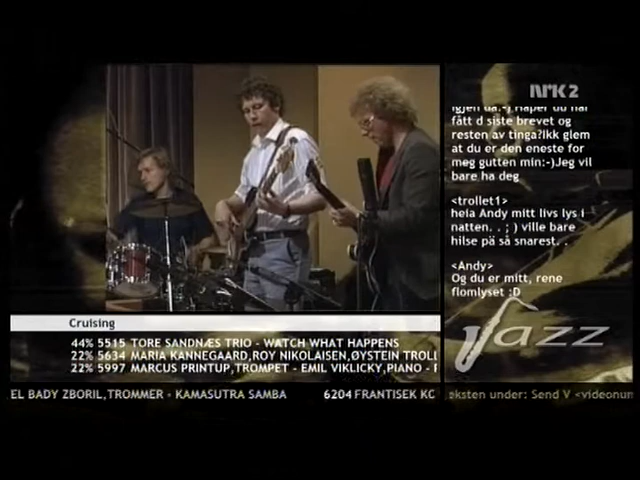 NRK2
igjen da:-) Håper du har
fått d siste brevet og
resten av tinga?Ikk glem
at du er den eneste for
meg gutten min:-)Jeg vil
bare ha deg
<trollet1>
heia Andy mitt livs lys i
natten. . ; ) ville bare
hilse på så snarest. .
<Andy>
Og du er mitt, rene
flomlyset :D
Jazz
Cruising
44% 5515 TORE SANDNÆS TRIO - WATCH WHAT HAPPENS
22% 5634 MARIA KANNEGAARD,ROY NIKOLAISEN,ØYSTEIN TROLL
22% 5997 MARCUS PRINTUP,TROMPET - EMIL VIKLICKY,PIANO -
EL BADY ZBORIL,TROMMER - KAMASUTRA SAMBA 6204 FRANTISEK KC eksten under: Send V <videonum